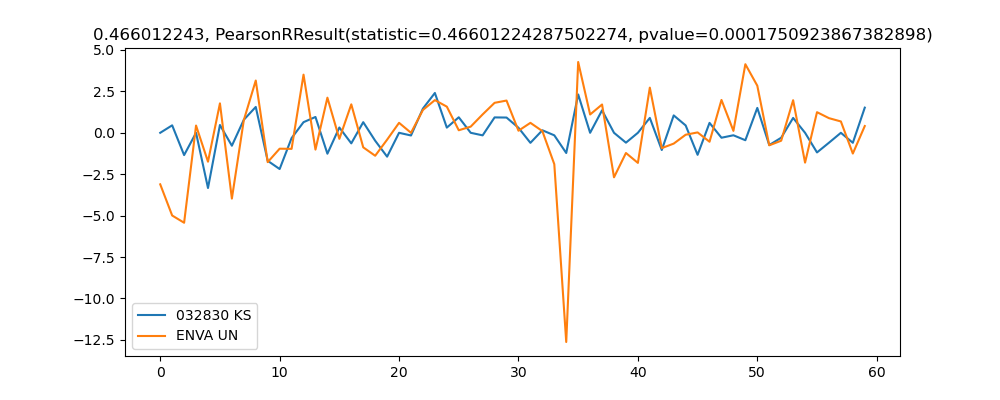 0.466012243, PearsonRResult(statistic=0.46601224287502274, pvalue=0.0001750923867382898)
5.0
2.5
0.0
−2.5
−5.0
−7.5
−10.0
−12.5
032830 KS
ENVA UN
0 10 20 30 40 50 60